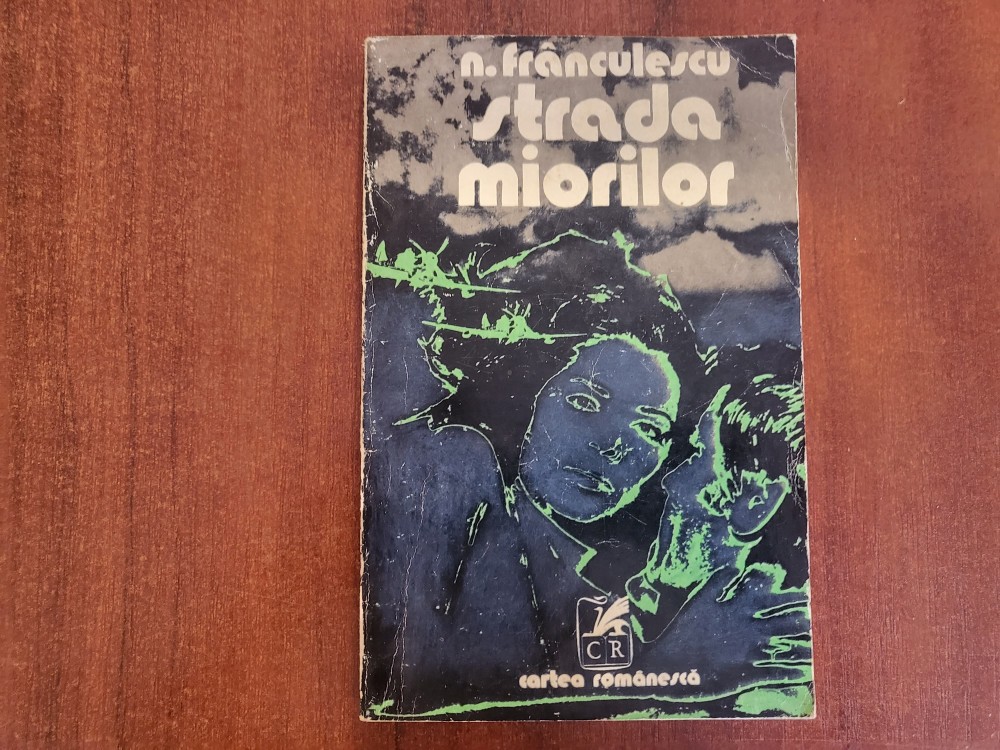 n. frânculescu
strada
miorilor
CR
cartea românească